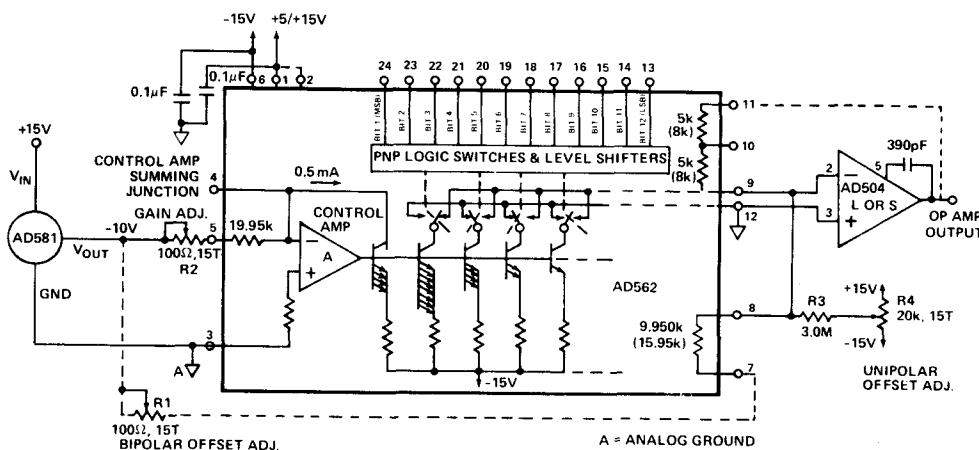 -15V
+5/+15V
0.1μF
0.1μF
6
1
2
24
23
22
21
20
19
18
17
16
15
14
13
BIT 1 (MSB)
BIT 2
BIT 3
BIT 4
BIT 5
BIT 6
BIT 7
BIT 8
BIT 9
BIT 10
BIT 11
BIT 12 (LSB)
PNP LOGIC SWITCHES & LEVEL SHIFTERS
11
5k
(8k)
10
5k
(8k)
9
12
390pF
5
2
AD504
L OR S
3
OP AMP
OUTPUT
+15V
VIN
AD581
VOUT
GND
CONTROL AMP
SUMMING
JUNCTION
4
0.5 mA
GAIN ADJ.
-10V
100Ω, 15T
R2
5
19.95k
CONTROL
AMP
−
A
+
AD562
3
A
-15V
9.950k
(15.95k)
8
7
R3
3.0M
+15V
R4
20k, 15T
-15V
UNIPOLAR
OFFSET ADJ.
R1
100Ω, 15T
BIPOLAR OFFSET ADJ.
A = ANALOG GROUND